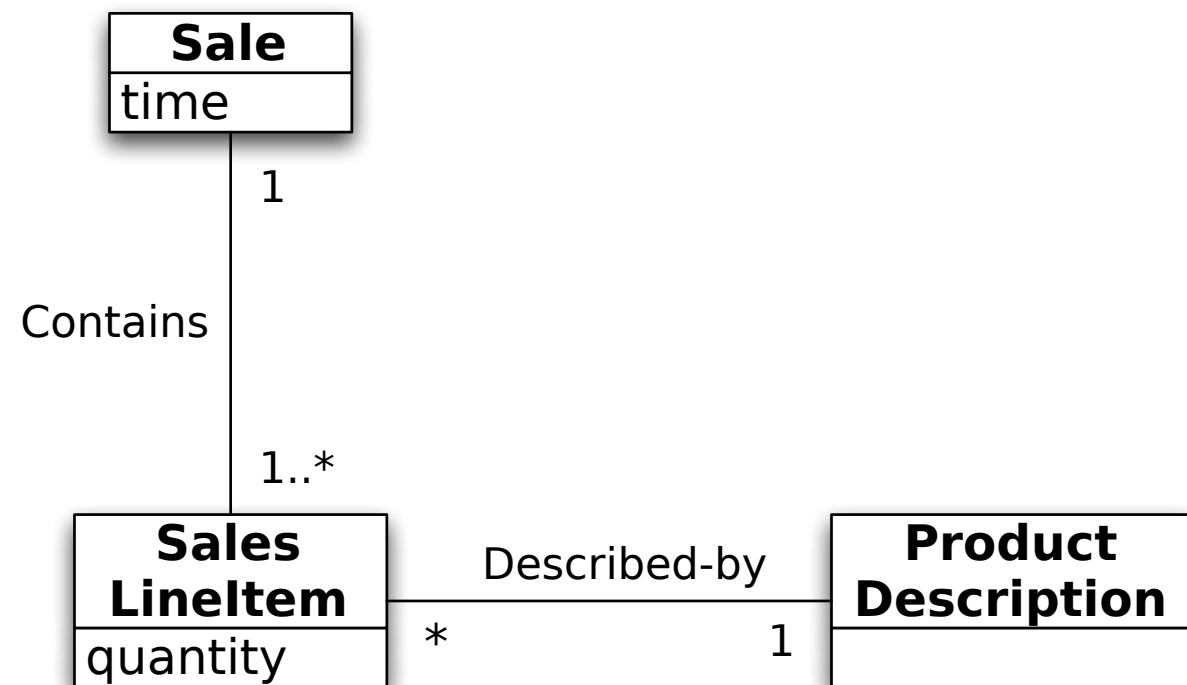 Sale
time
1
Contains
1..*
Sales
LineItem
quantity
Described-by
*
1
Product
Description